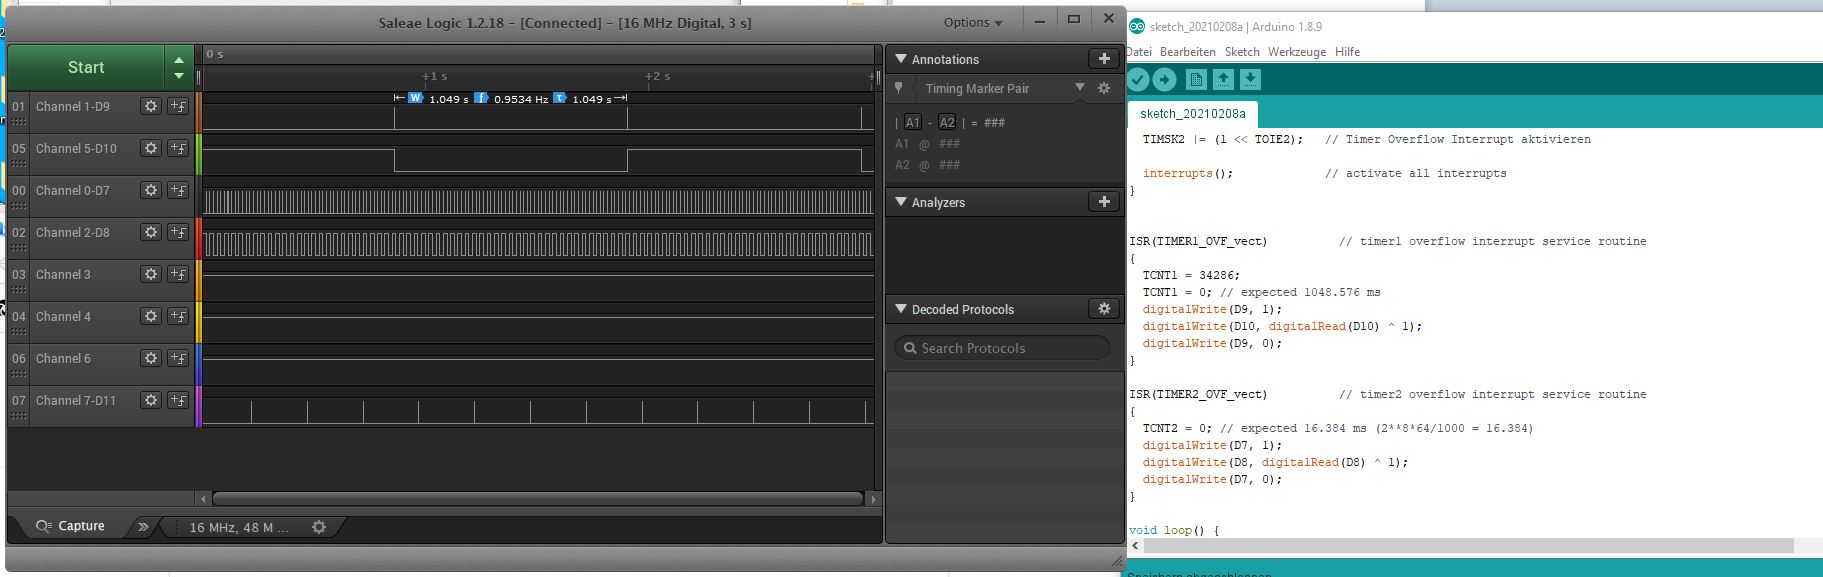 Saleae Logic 1.2.18 - [Connected] - [16 MHz Digital, 3 s]
Options
Start
0 s
+1 s
+2 s
01 Channel 1-D9
W 1.049 s f 0.9534 Hz T 1.049 s
05 Channel 5-D10
00 Channel 0-D7
02 Channel 2-D8
03 Channel 3
04 Channel 4
06 Channel 6
07 Channel 7-D11
Capture
16 MHz, 48 M ...
Annotations
Timing Marker Pair
| A1 - A2 | = ###
A1 @ ###
A2 @ ###
Analyzers
Decoded Protocols
Search Protocols
sketch_20210208a | Arduino 1.8.9
Datei Bearbeiten Sketch Werkzeuge Hilfe
sketch_20210208a
TIMSK2 |= (1 << TOIE2); // Timer Overflow Interrupt aktivieren
interrupts(); // activate all interrupts
}
ISR(TIMER1_OVF_vect) // timer1 overflow interrupt service routine
{
TCNT1 = 34286;
TCNT1 = 0; // expected 1048.576 ms
digitalWrite(D9, 1);
digitalWrite(D10, digitalRead(D10) ^ 1);
digitalWrite(D9, 0);
}
ISR(TIMER2_OVF_vect) // timer2 overflow interrupt service routine
{
TCNT2 = 0; // expected 16.384 ms (2**8*64/1000 = 16.384)
digitalWrite(D7, 1);
digitalWrite(D8, digitalRead(D8) ^ 1);
digitalWrite(D7, 0);
}
void loop() {